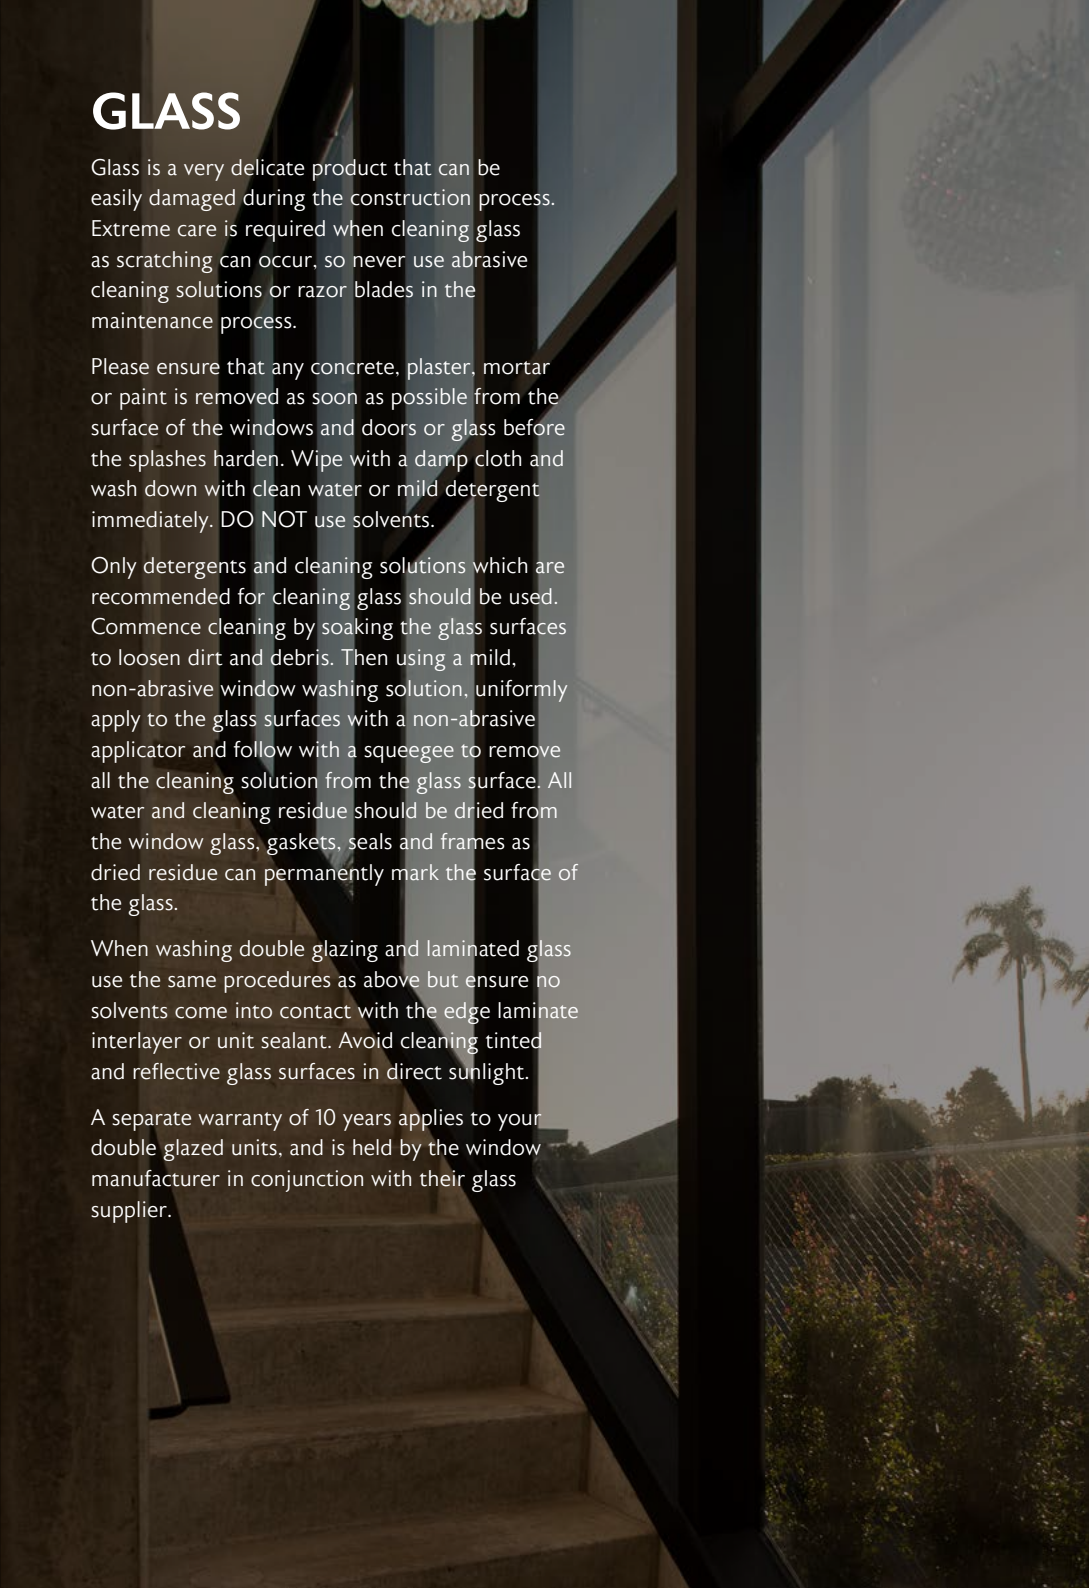 GLASS
Glass is a very delicate product that can be
easily damaged during the construction process.
Extreme care is required when cleaning glass
as scratching can occur, so never use abrasive
cleaning solutions or razor blades in the
maintenance process.
Please ensure that any concrete, plaster, mortar
or paint is removed as soon as possible from the
surface of the windows and doors or glass before
the splashes harden. Wipe with a damp cloth and
wash down with clean water or mild detergent
immediately. DO NOT use solvents.
Only detergents and cleaning solutions which are
recommended for cleaning glass should be used.
Commence cleaning by soaking the glass surfaces
to loosen dirt and debris. Then using a mild,
non-abrasive window washing solution, uniformly
apply to the glass surfaces with a non-abrasive
applicator and follow with a squeegee to remove
all the cleaning solution from the glass surface. All
water and cleaning residue should be dried from
the window glass, gaskets, seals and frames as
dried residue can permanently mark the surface of
the glass.
When washing double glazing and laminated glass
use the same procedures as above but ensure no
solvents come into contact with the edge laminate
interlayer or unit sealant. Avoid cleaning tinted
and reflective glass surfaces in direct sunlight.
A separate warranty of 10 years applies to your
double glazed units, and is held by the window
manufacturer in conjunction with their glass
supplier.